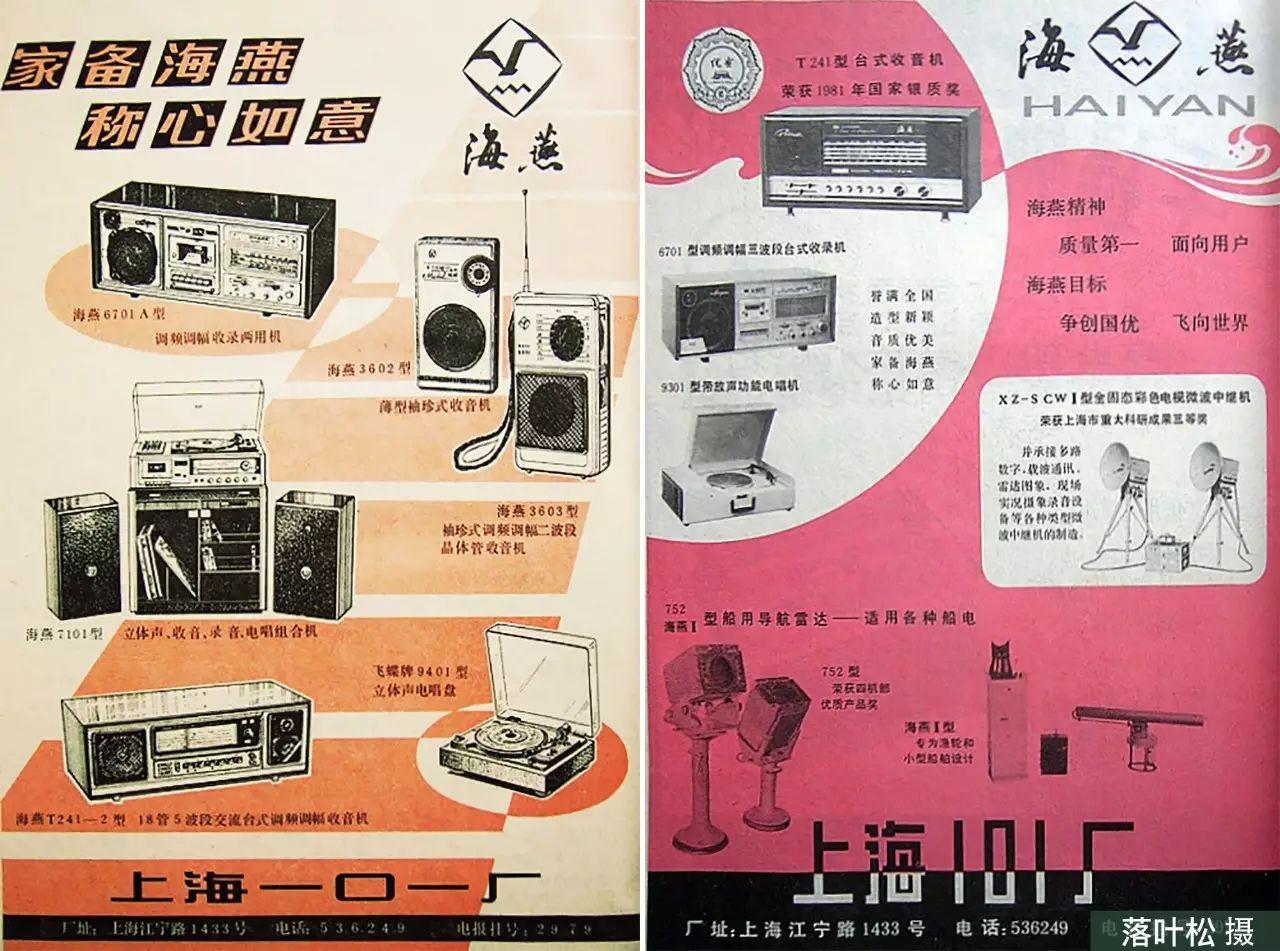 家备海燕
称心如意
海燕
海燕6701A型
调频调幅收录两用机
海燕3602型
薄型袖珍式收音机
海燕3603型
袖珍式调频调幅二波段
晶体管收音机
海燕7101型 立体声、收音、录音、电唱组合机
飞蝶牌9401型
立体声电唱盘
海燕T241—2型 18管5波段交流台式调频调幅收音机
上海一〇一厂
厂址: 上海江宁路1433号 电话: 536249 电报挂号: 2979
优质
T241型台式收音机
荣获1981年国家银质奖
海燕
HAIYAN
海燕精神
质量第一 面向用户
海燕目标
争创国优 飞向世界
6701型调频调幅三波段台式收录机
誉满全国
造型新颖
音质优美
家备海燕
称心如意
9301型带放声功能电唱机
XZ-SCWⅠ型全固态彩色电视微波中继机
荣获上海市重大科研成果三等奖
并承接多路
数字、载波通讯、
雷达图象、现场
实况摄象录音设
备等各种类型微
波中继机的制造。
752
海燕Ⅰ型船用导航雷达——适用各种船电
752型
荣获四机部
优质产品奖
海燕Ⅰ型
专为渔轮和
小型船舶设计
上海101厂
厂址: 上海江宁路1433号 电话: 536249
落叶松 摄